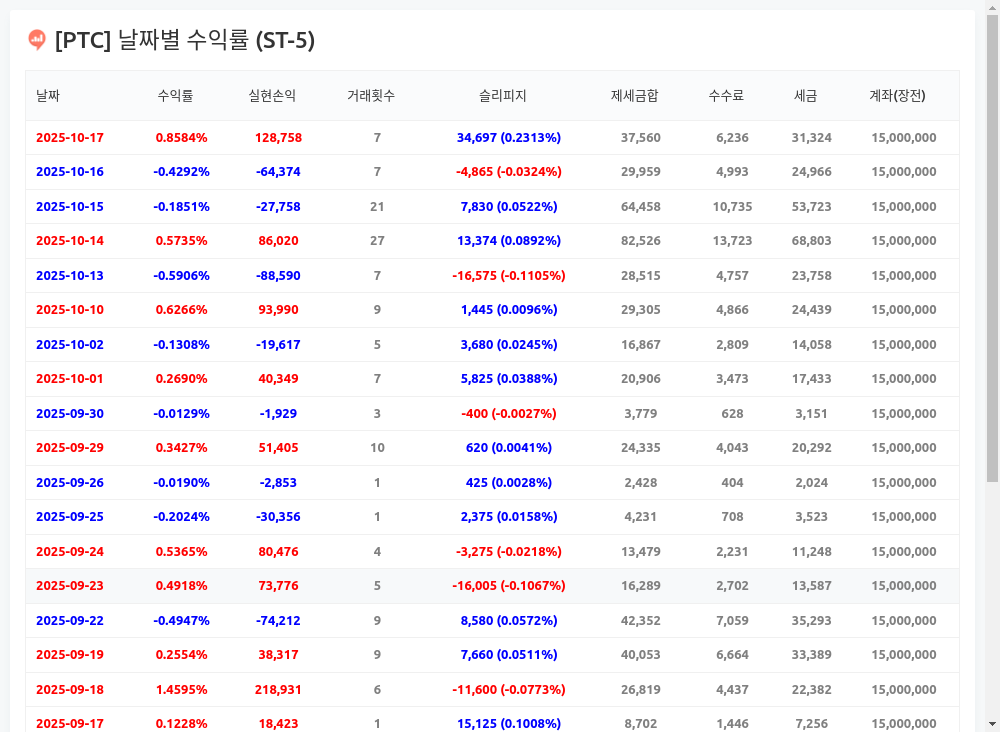 [PTC] 날짜별 수익률 (ST-5)
날짜 수익률 실현손익 거래횟수 슬리피지 제세금합 수수료 세금 계좌(장전)
2025-10-17 0.8584% 128,758 7 34,697 (0.2313%) 37,560 6,236 31,324 15,000,000
2025-10-16 -0.4292% -64,374 7 -4,865 (-0.0324%) 29,959 4,993 24,966 15,000,000
2025-10-15 -0.1851% -27,758 21 7,830 (0.0522%) 64,458 10,735 53,723 15,000,000
2025-10-14 0.5735% 86,020 27 13,374 (0.0892%) 82,526 13,723 68,803 15,000,000
2025-10-13 -0.5906% -88,590 7 -16,575 (-0.1105%) 28,515 4,757 23,758 15,000,000
2025-10-10 0.6266% 93,990 9 1,445 (0.0096%) 29,305 4,866 24,439 15,000,000
2025-10-02 -0.1308% -19,617 5 3,680 (0.0245%) 16,867 2,809 14,058 15,000,000
2025-10-01 0.2690% 40,349 7 5,825 (0.0388%) 20,906 3,473 17,433 15,000,000
2025-09-30 -0.0129% -1,929 3 -400 (-0.0027%) 3,779 628 3,151 15,000,000
2025-09-29 0.3427% 51,405 10 620 (0.0041%) 24,335 4,043 20,292 15,000,000
2025-09-26 -0.0190% -2,853 1 425 (0.0028%) 2,428 404 2,024 15,000,000
2025-09-25 -0.2024% -30,356 1 2,375 (0.0158%) 4,231 708 3,523 15,000,000
2025-09-24 0.5365% 80,476 4 -3,275 (-0.0218%) 13,479 2,231 11,248 15,000,000
2025-09-23 0.4918% 73,776 5 -16,005 (-0.1067%) 16,289 2,702 13,587 15,000,000
2025-09-22 -0.4947% -74,212 9 8,580 (0.0572%) 42,352 7,059 35,293 15,000,000
2025-09-19 0.2554% 38,317 9 7,660 (0.0511%) 40,053 6,664 33,389 15,000,000
2025-09-18 1.4595% 218,931 6 -11,600 (-0.0773%) 26,819 4,437 22,382 15,000,000
2025-09-17 0.1228% 18,423 1 15,125 (0.1008%) 8,702 1,446 7,256 15,000,000